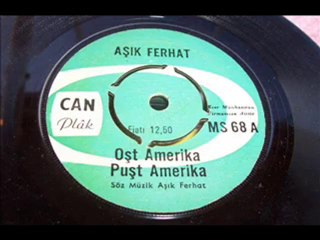 AŞIK FERHAT
CAN
Plâk
Fiatı 12,50
MS 68 A
Oşt Amerika
Puşt Amerika
Söz Müzik Aşık Ferhat